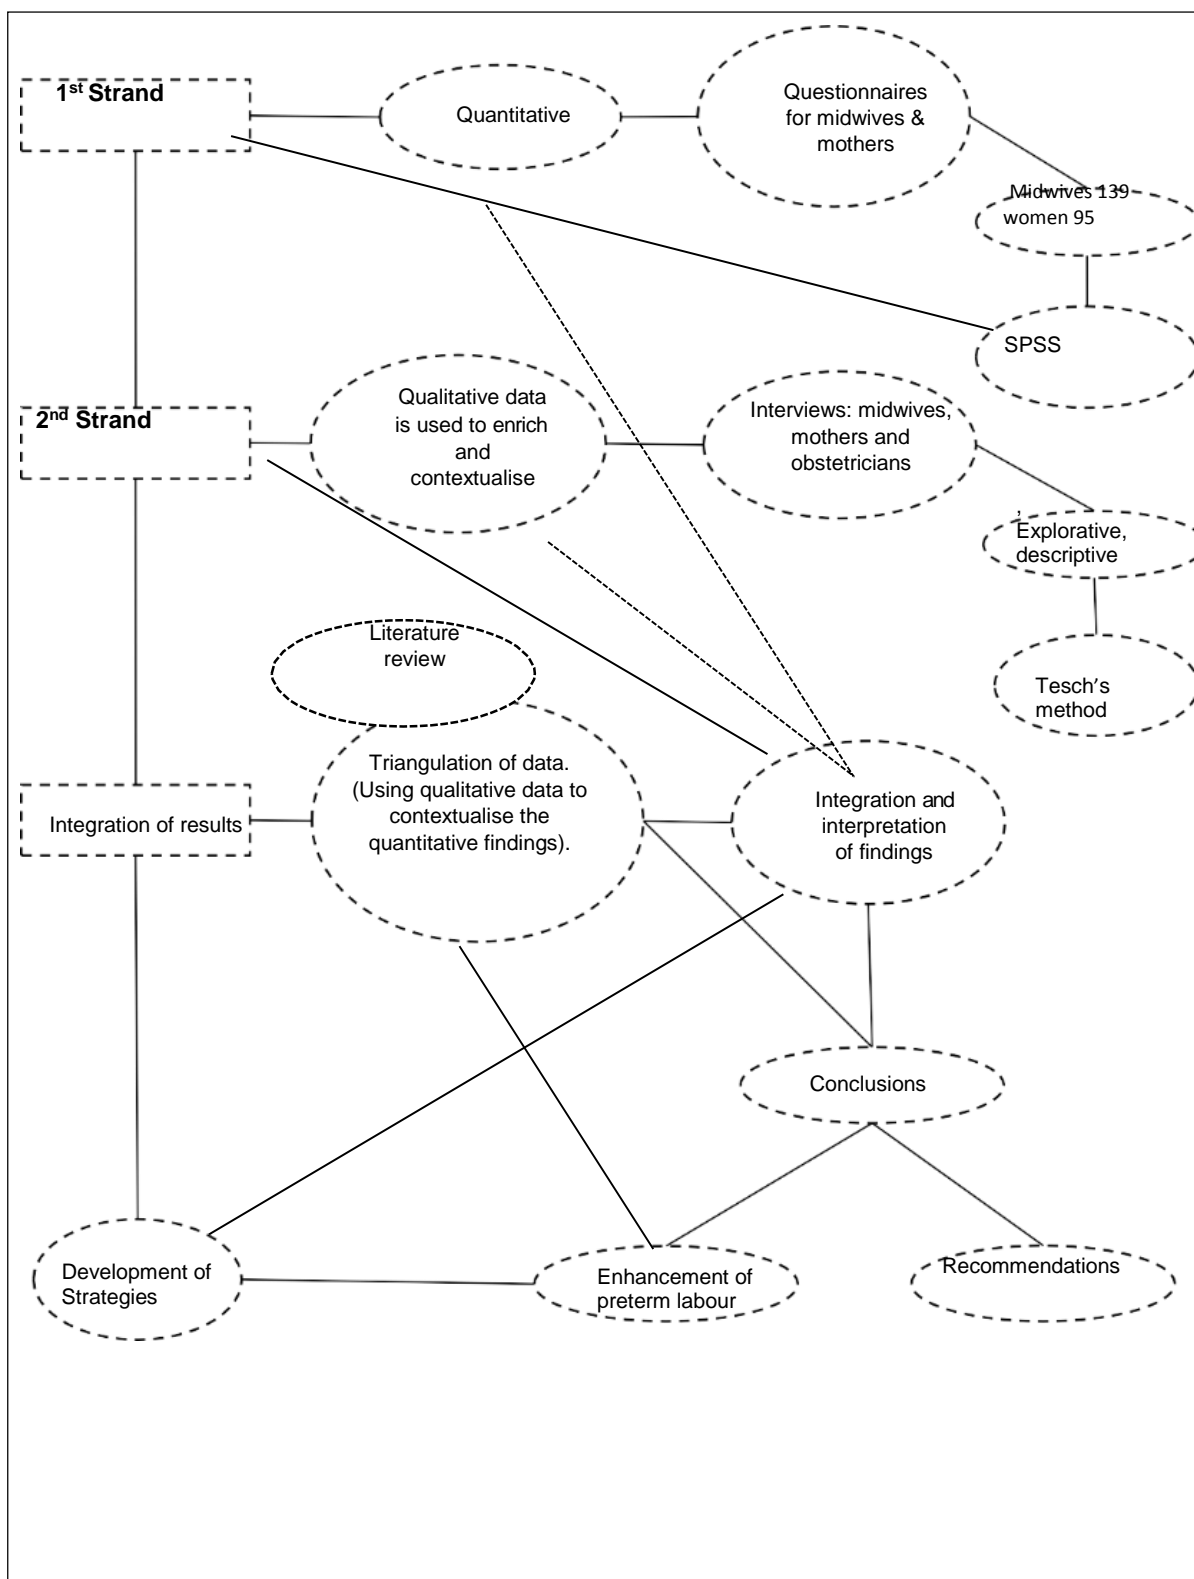 1st Strand
Quantitative
Questionnaires
for midwives &
mothers
Midwives 139
women 95
SPSS
2nd Strand
Qualitative data
is used to enrich
and
contextualise
Interviews: midwives,
mothers and
obstetricians
,
Explorative,
descriptive
Tesch's
method
Literature
review
Integration of results
Triangulation of data.
(Using qualitative data to
contextualise the
quantitative findings).
Integration and
interpretation
of findings
Conclusions
Development of
Strategies
Enhancement of
preterm labour
Recommendations